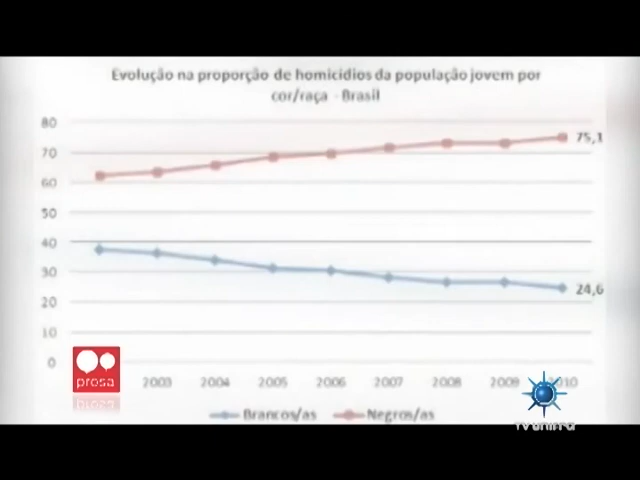 Evolução na proporção de homicídios da população jovem por
cor/raça - Brasil
80
75,1
70
60
50
40
30
24,6
20
10
0
prosa
2003 2004 2005 2006 2007 2008 2009 2010
Brancos/as Negros/as